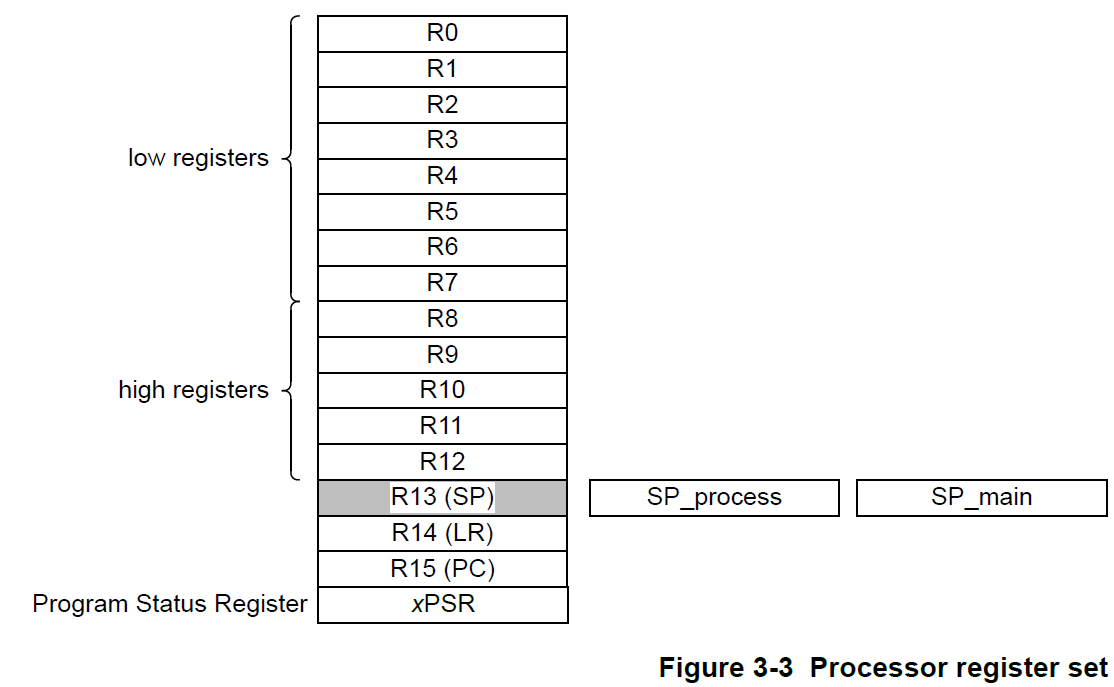 R0
R1
R2
R3
low registers
R4
R5
R6
R7
R8
R9
high registers
R10
R11
R12
R13 (SP)
SP_process
SP_main
R14 (LR)
R15 (PC)
Program Status Register
xPSR
Figure 3-3 Processor register set